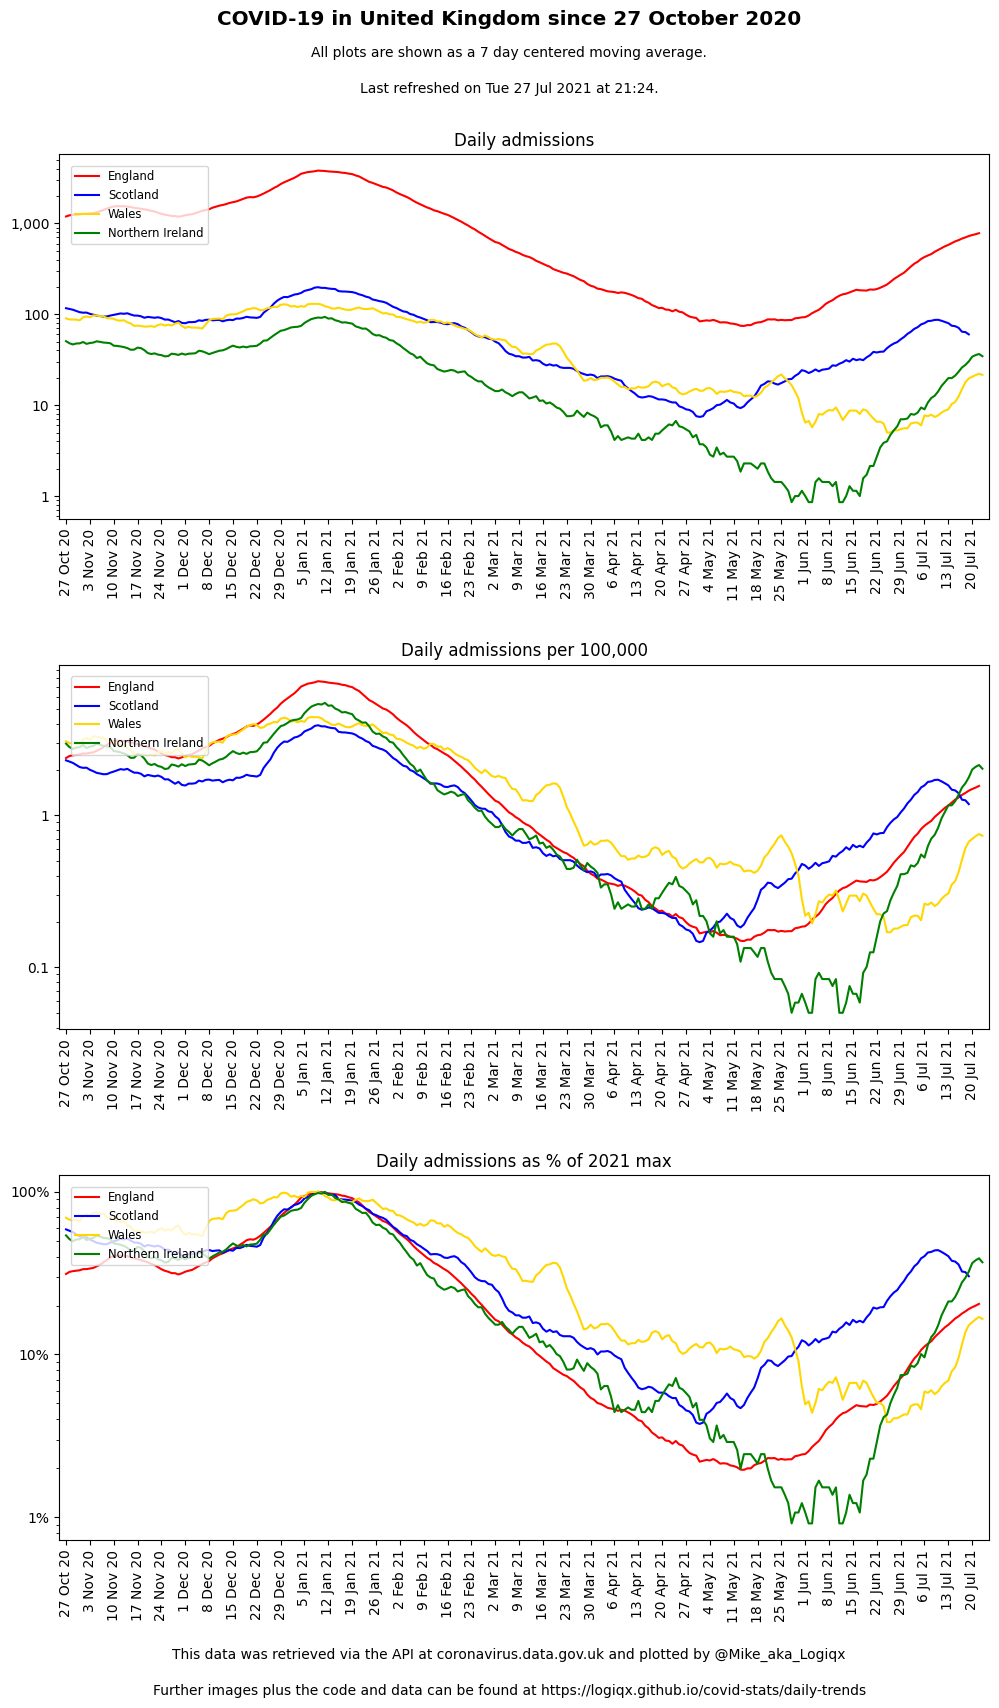 COVID-19 in United Kingdom since 27 October 2020
All plots are shown as a 7 day centered moving average.
Last refreshed on Tue 27 Jul 2021 at 21:24.
Daily admissions
England
Scotland
Wales
Northern Ireland
1,000
100
10
1
27 Oct 20
3 Nov 20
10 Nov 20
17 Nov 20
24 Nov 20
1 Dec 20
8 Dec 20
15 Dec 20
22 Dec 20
29 Dec 20
5 Jan 21
12 Jan 21
19 Jan 21
26 Jan 21
2 Feb 21
9 Feb 21
16 Feb 21
23 Feb 21
2 Mar 21
9 Mar 21
16 Mar 21
23 Mar 21
30 Mar 21
6 Apr 21
13 Apr 21
20 Apr 21
27 Apr 21
4 May 21
11 May 21
18 May 21
25 May 21
1 Jun 21
8 Jun 21
15 Jun 21
22 Jun 21
29 Jun 21
6 Jul 21
13 Jul 21
20 Jul 21
Daily admissions per 100,000
England
Scotland
Wales
Northern Ireland
1
0.1
27 Oct 20
3 Nov 20
10 Nov 20
17 Nov 20
24 Nov 20
1 Dec 20
8 Dec 20
15 Dec 20
22 Dec 20
29 Dec 20
5 Jan 21
12 Jan 21
19 Jan 21
26 Jan 21
2 Feb 21
9 Feb 21
16 Feb 21
23 Feb 21
2 Mar 21
9 Mar 21
16 Mar 21
23 Mar 21
30 Mar 21
6 Apr 21
13 Apr 21
20 Apr 21
27 Apr 21
4 May 21
11 May 21
18 May 21
25 May 21
1 Jun 21
8 Jun 21
15 Jun 21
22 Jun 21
29 Jun 21
6 Jul 21
13 Jul 21
20 Jul 21
Daily admissions as % of 2021 max
England
Scotland
Wales
Northern Ireland
100%
10%
1%
27 Oct 20
3 Nov 20
10 Nov 20
17 Nov 20
24 Nov 20
1 Dec 20
8 Dec 20
15 Dec 20
22 Dec 20
29 Dec 20
5 Jan 21
12 Jan 21
19 Jan 21
26 Jan 21
2 Feb 21
9 Feb 21
16 Feb 21
23 Feb 21
2 Mar 21
9 Mar 21
16 Mar 21
23 Mar 21
30 Mar 21
6 Apr 21
13 Apr 21
20 Apr 21
27 Apr 21
4 May 21
11 May 21
18 May 21
25 May 21
1 Jun 21
8 Jun 21
15 Jun 21
22 Jun 21
29 Jun 21
6 Jul 21
13 Jul 21
20 Jul 21
This data was retrieved via the API at coronavirus.data.gov.uk and plotted by @Mike_aka_Logiqx
Further images plus the code and data can be found at https://logiqx.github.io/covid-stats/daily-trends